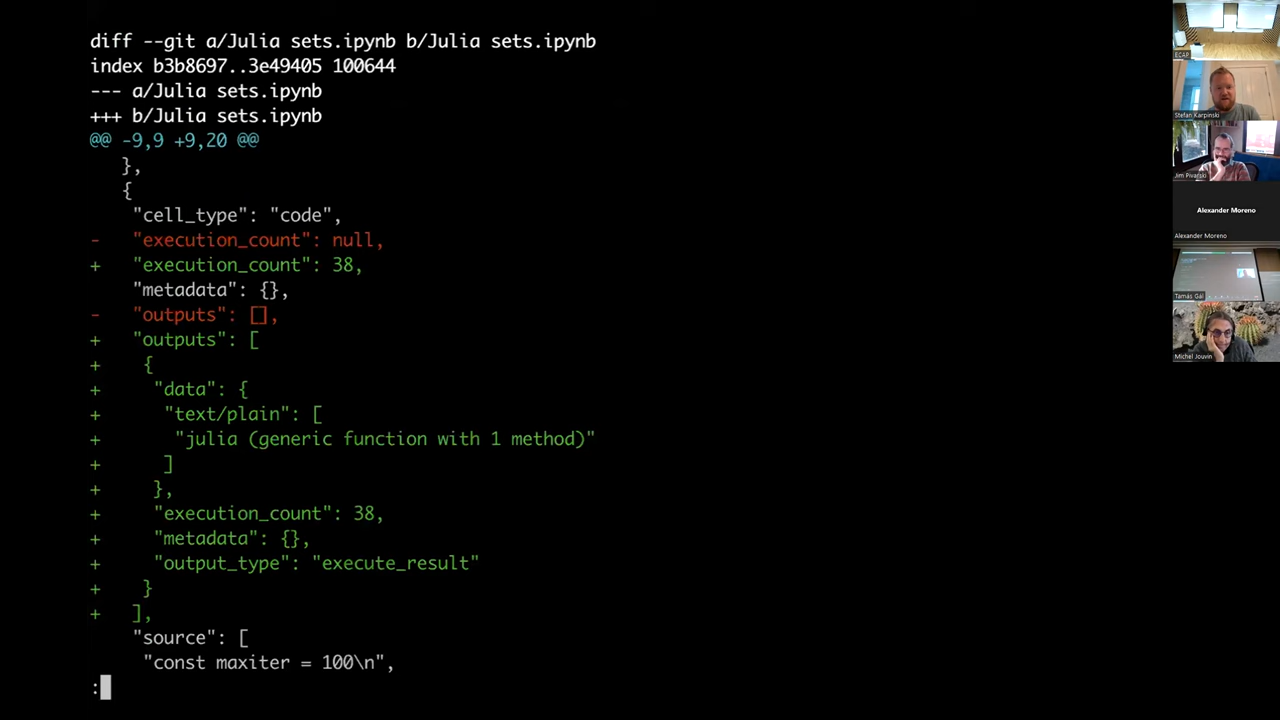 diff --git a/Julia sets.ipynb b/Julia sets.ipynb
index b3b8697..3e49405 100644
--- a/Julia sets.ipynb
+++ b/Julia sets.ipynb
@@ -9,9 +9,20 @@
   },
   {
    "cell_type": "code",
-   "execution_count": null,
+   "execution_count": 38,
    "metadata": {},
-   "outputs": [],
+   "outputs": [
+    {
+     "data": {
+      "text/plain": [
+       "julia (generic function with 1 method)"
+      ]
+     },
+     "execution_count": 38,
+     "metadata": {},
+     "output_type": "execute_result"
+    }
+   ],
    "source": [
     "const maxiter = 100\n",
:
ECAP
Stefan Karpinski
Jim Pivarski
Alexander Moreno
Alexander Moreno
Tamás Gál
Michel Jouvin